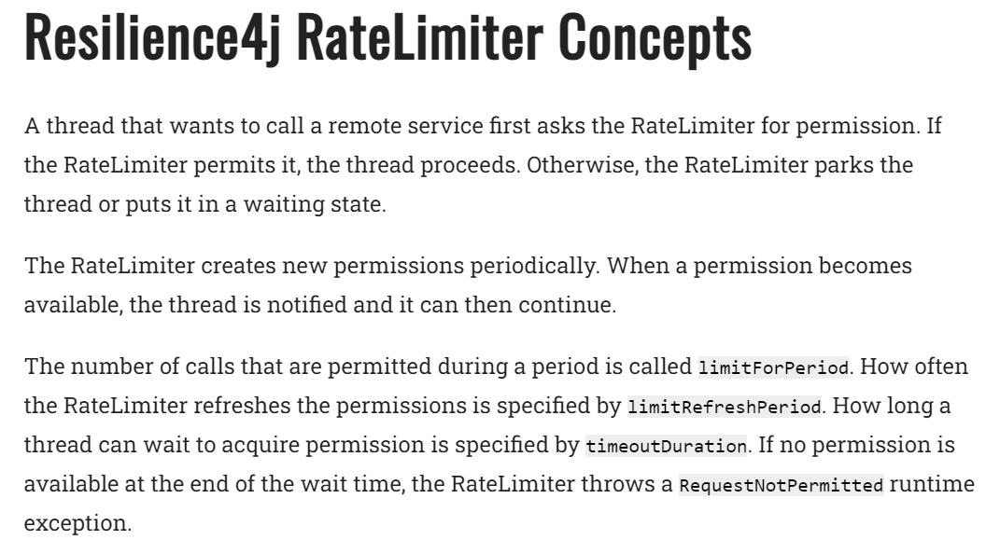 Resilience4j RateLimiter Concepts
A thread that wants to call a remote service first asks the RateLimiter for permission. If
the RateLimiter permits it, the thread proceeds. Otherwise, the RateLimiter parks the
thread or puts it in a waiting state.
The RateLimiter creates new permissions periodically. When a permission becomes
available, the thread is notified and it can then continue.
The number of calls that are permitted during a period is called limitForPeriod. How often
the RateLimiter refreshes the permissions is specified by limitRefreshPeriod. How long a
thread can wait to acquire permission is specified by timeoutDuration. If no permission is
available at the end of the wait time, the RateLimiter throws a RequestNotPermitted runtime
exception.